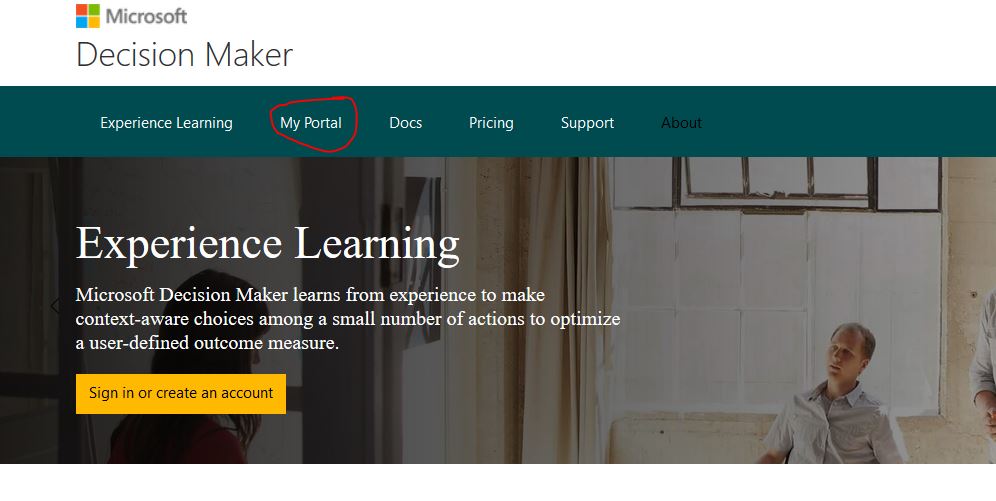 Microsoft
Decision Maker
Experience Learning My Portal Docs Pricing Support About
Experience Learning
Microsoft Decision Maker learns from experience to make
context-aware choices among a small number of actions to optimize
a user-defined outcome measure.
Sign in or create an account